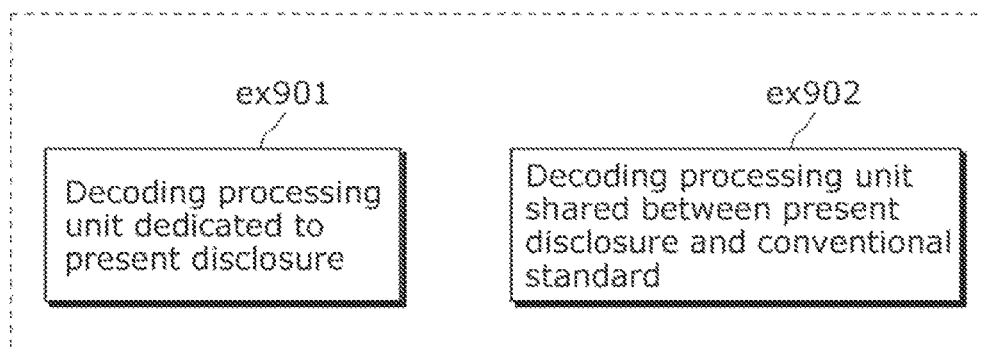 ex901
ex902
Decoding processing
unit dedicated to
present disclosure
Decoding processing unit
shared between present
disclosure and conventional
standard